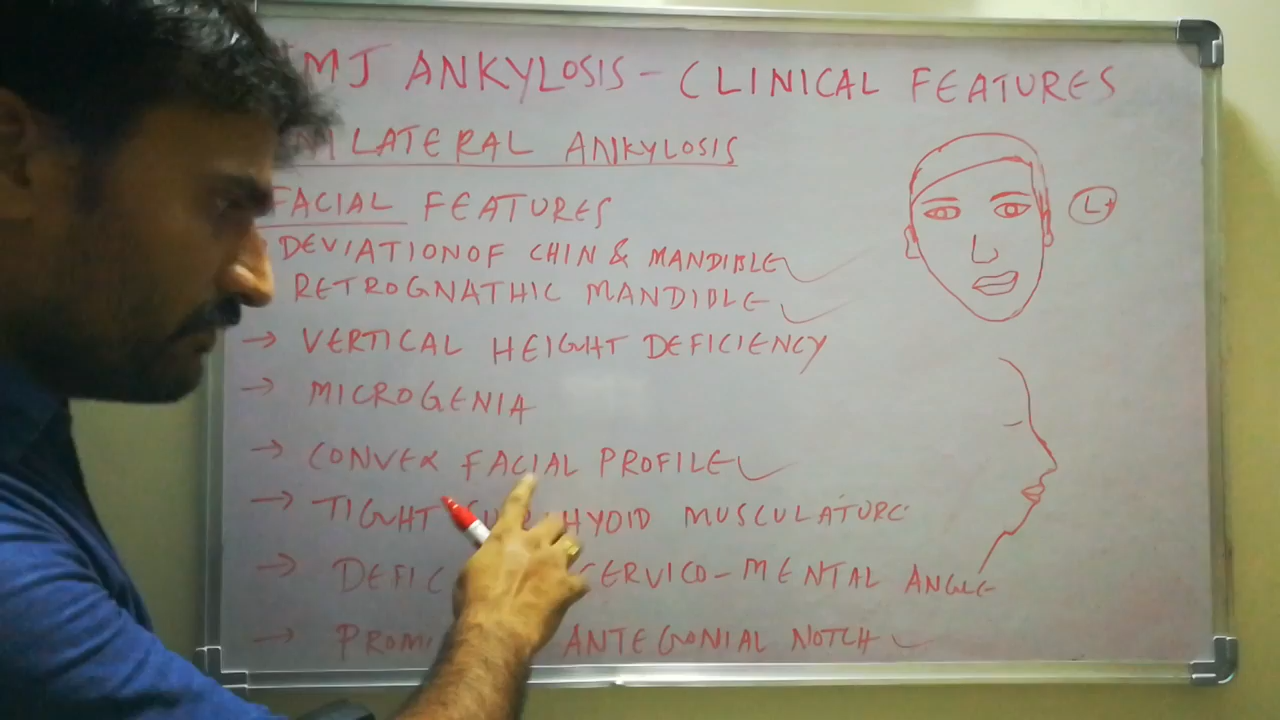 MJ ANKYLOSIS - CLINICAL FEATURES
LATERAL ANKYLOSIS
FACIAL FEATURES
DEVIATION OF CHIN & MANDIBLE
RETROGNATHIC MANDIBLE
→ VERTICAL HEIGHT DEFICIENCY
→ MICROGENIA
→ CONVEX FACIAL PROFILE
→ TIGHT HYOID MUSCULATURE
→ DEFIC CERVICO-MENTAL ANGLE
→ PROMI ANTEGONIAL NOTCH
L